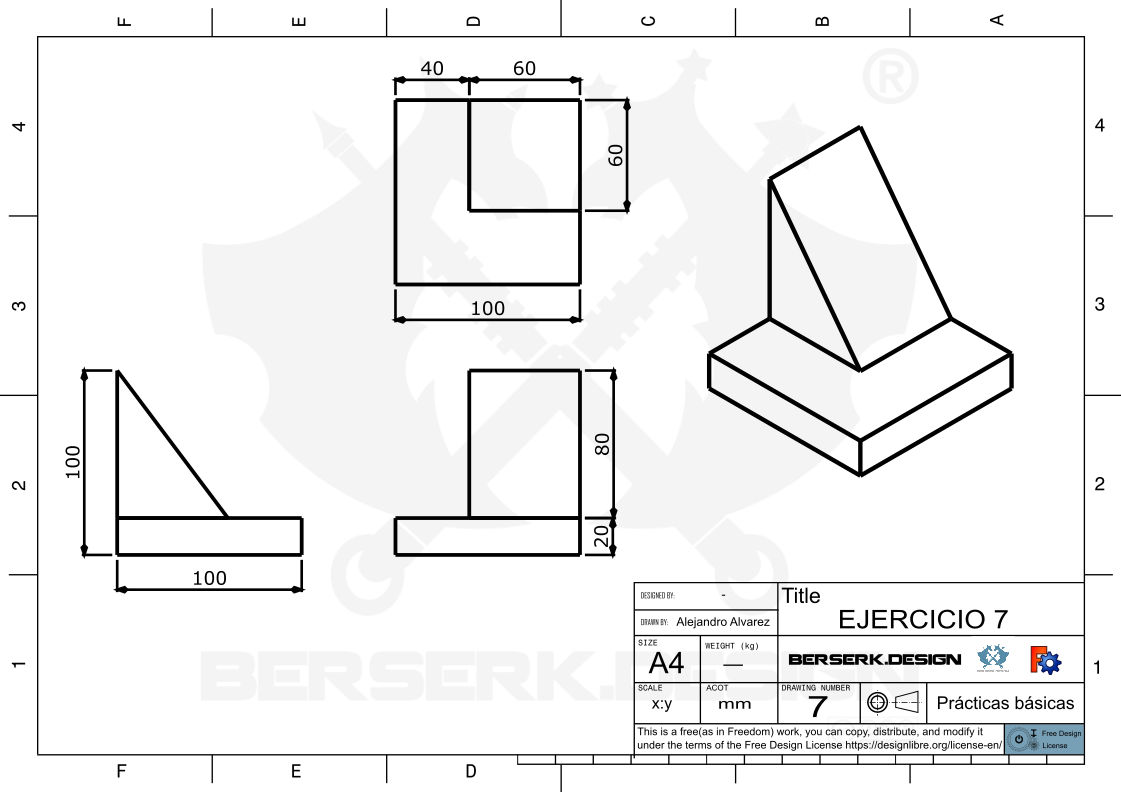 F E D C B A
®
40 60
4 4
60
3 100 3
100 80
2 2
20
100
DESIGNED BY: -
Title
EJERCICIO 7
DRAWN BY: Alejandro Alvarez
SIZE
A4
WEIGHT (kg)
—
BERSERK.DESIGN
BERSERK.DESIGN
1 1
SCALE
x:y
ACOT
mm
DRAWING NUMBER
7
Prácticas básicas
This is a free(as in Freedom) work, you can copy, distribute, and modify it
under the terms of the Free Design License https://designlibre.org/license-en/
Free Design
License
F E D